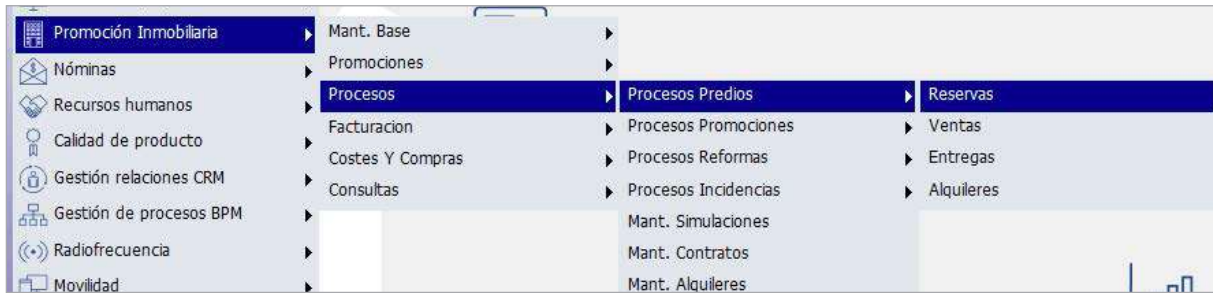 Promoción Inmobiliaria
Nóminas
Recursos humanos
Calidad de producto
Gestión relaciones CRM
Gestión de procesos BPM
Radiofrecuencia
Movilidad
Mant. Base
Promociones
Procesos
Facturacion
Costes Y Compras
Consultas
Procesos Predios
Procesos Promociones
Procesos Reformas
Procesos Incidencias
Mant. Simulaciones
Mant. Contratos
Mant. Alquileres
Reservas
Ventas
Entregas
Alquileres